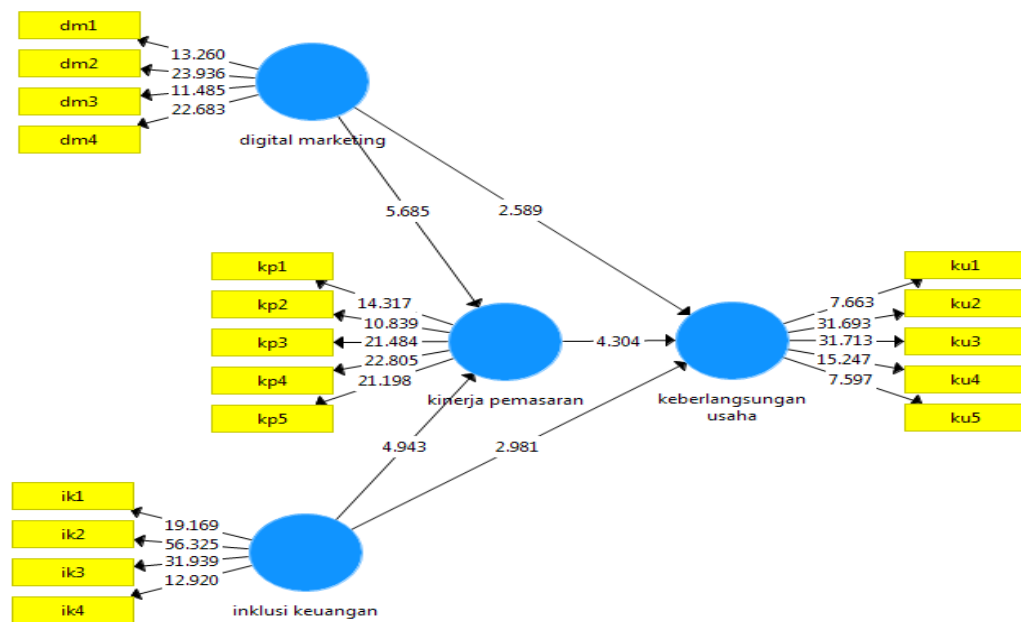 dm1
dm2
dm3
dm4
13.260
23.936
11.485
22.683
digital marketing
5.685
2.589
kp1
kp2
kp3
kp4
kp5
14.317
10.839
21.484
22.805
21.198
kinerja pemasaran
4.304
keberlangsungan
usaha
7.663
31.693
31.713
15.247
7.597
ku1
ku2
ku3
ku4
ku5
4.943
2.981
ik1
ik2
ik3
ik4
19.169
56.325
31.939
12.920
inklusi keuangan